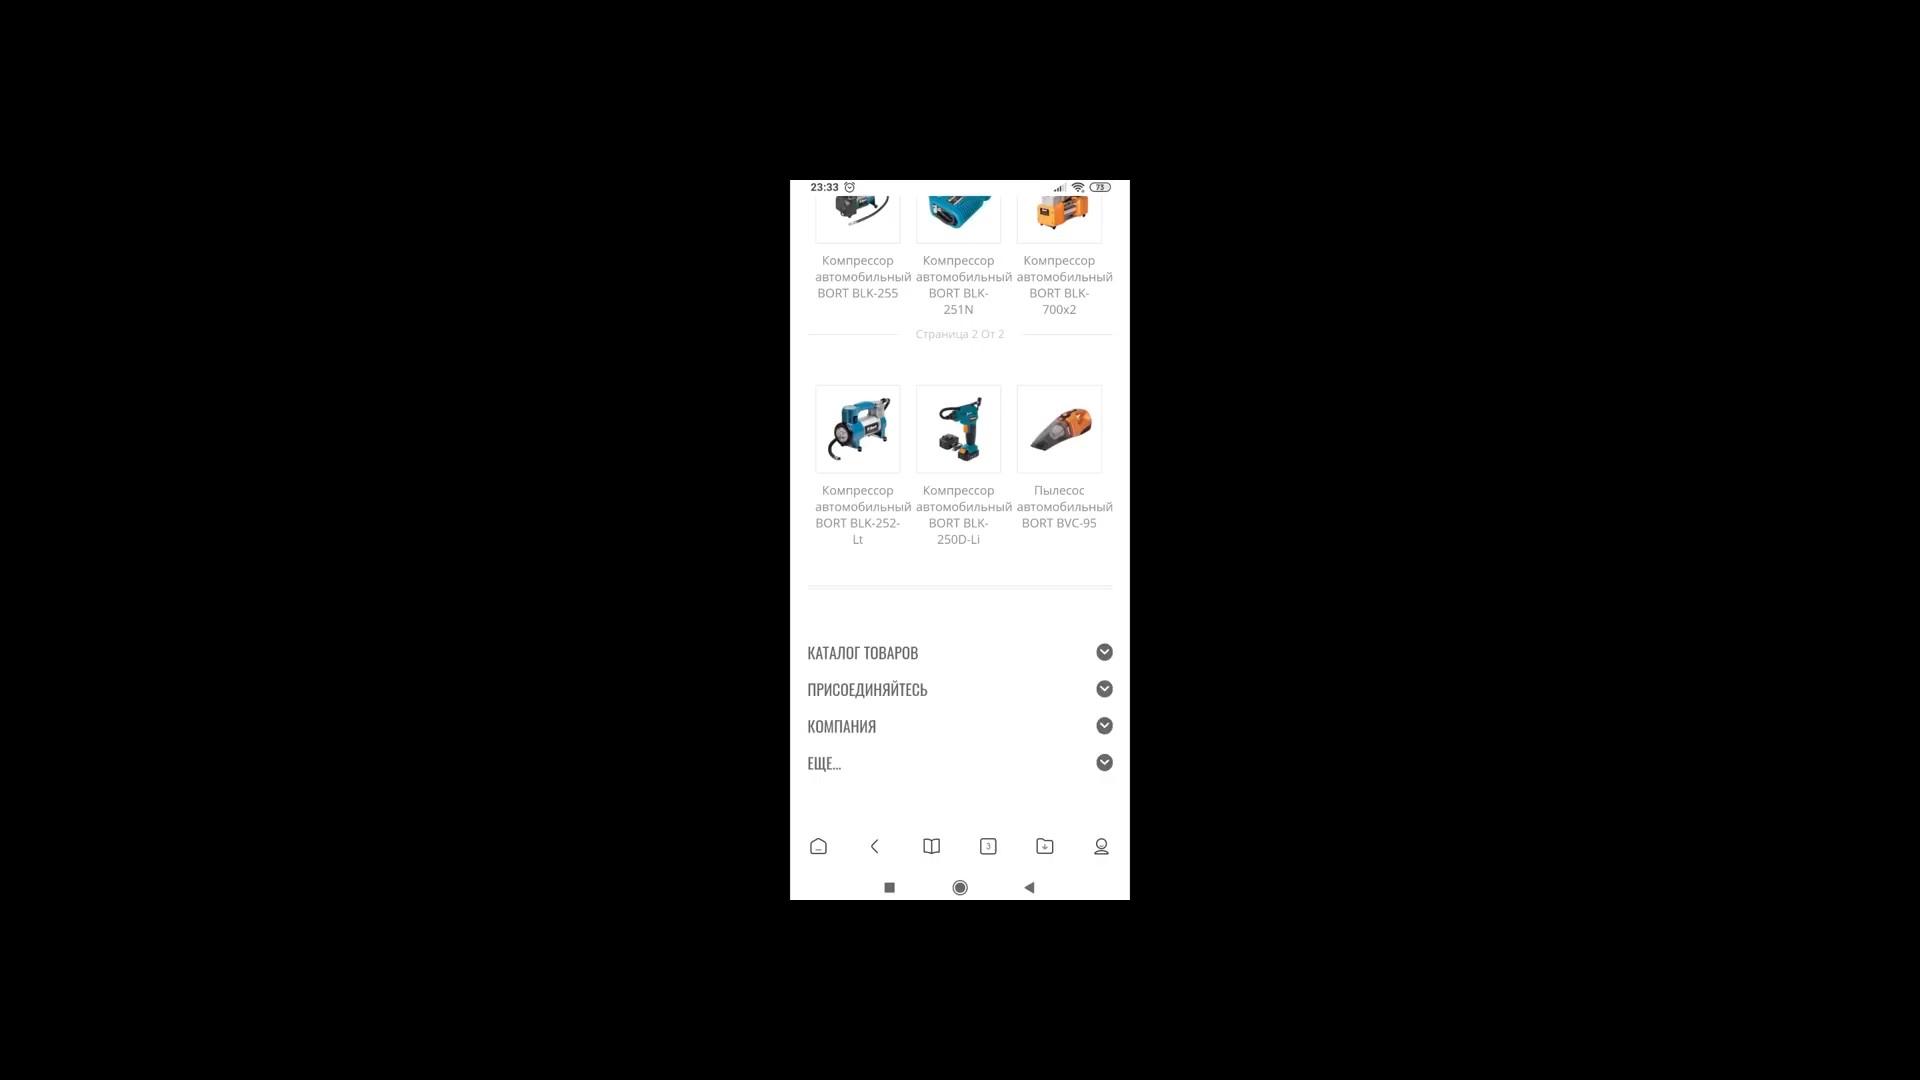 23:33
73
Компрессор автомобильный BORT BLK-255
Компрессор автомобильный BORT BLK-251N
Компрессор автомобильный BORT BLK-700x2
Страница 2 От 2
Компрессор автомобильный BORT BLK-252-Lt
Компрессор автомобильный BORT BLK-250D-Li
Пылесос автомобильный BORT BVC-95
КАТАЛОГ ТОВАРОВ
ПРИСОЕДИНЯЙТЕСЬ
КОМПАНИЯ
ЕЩЕ...
3